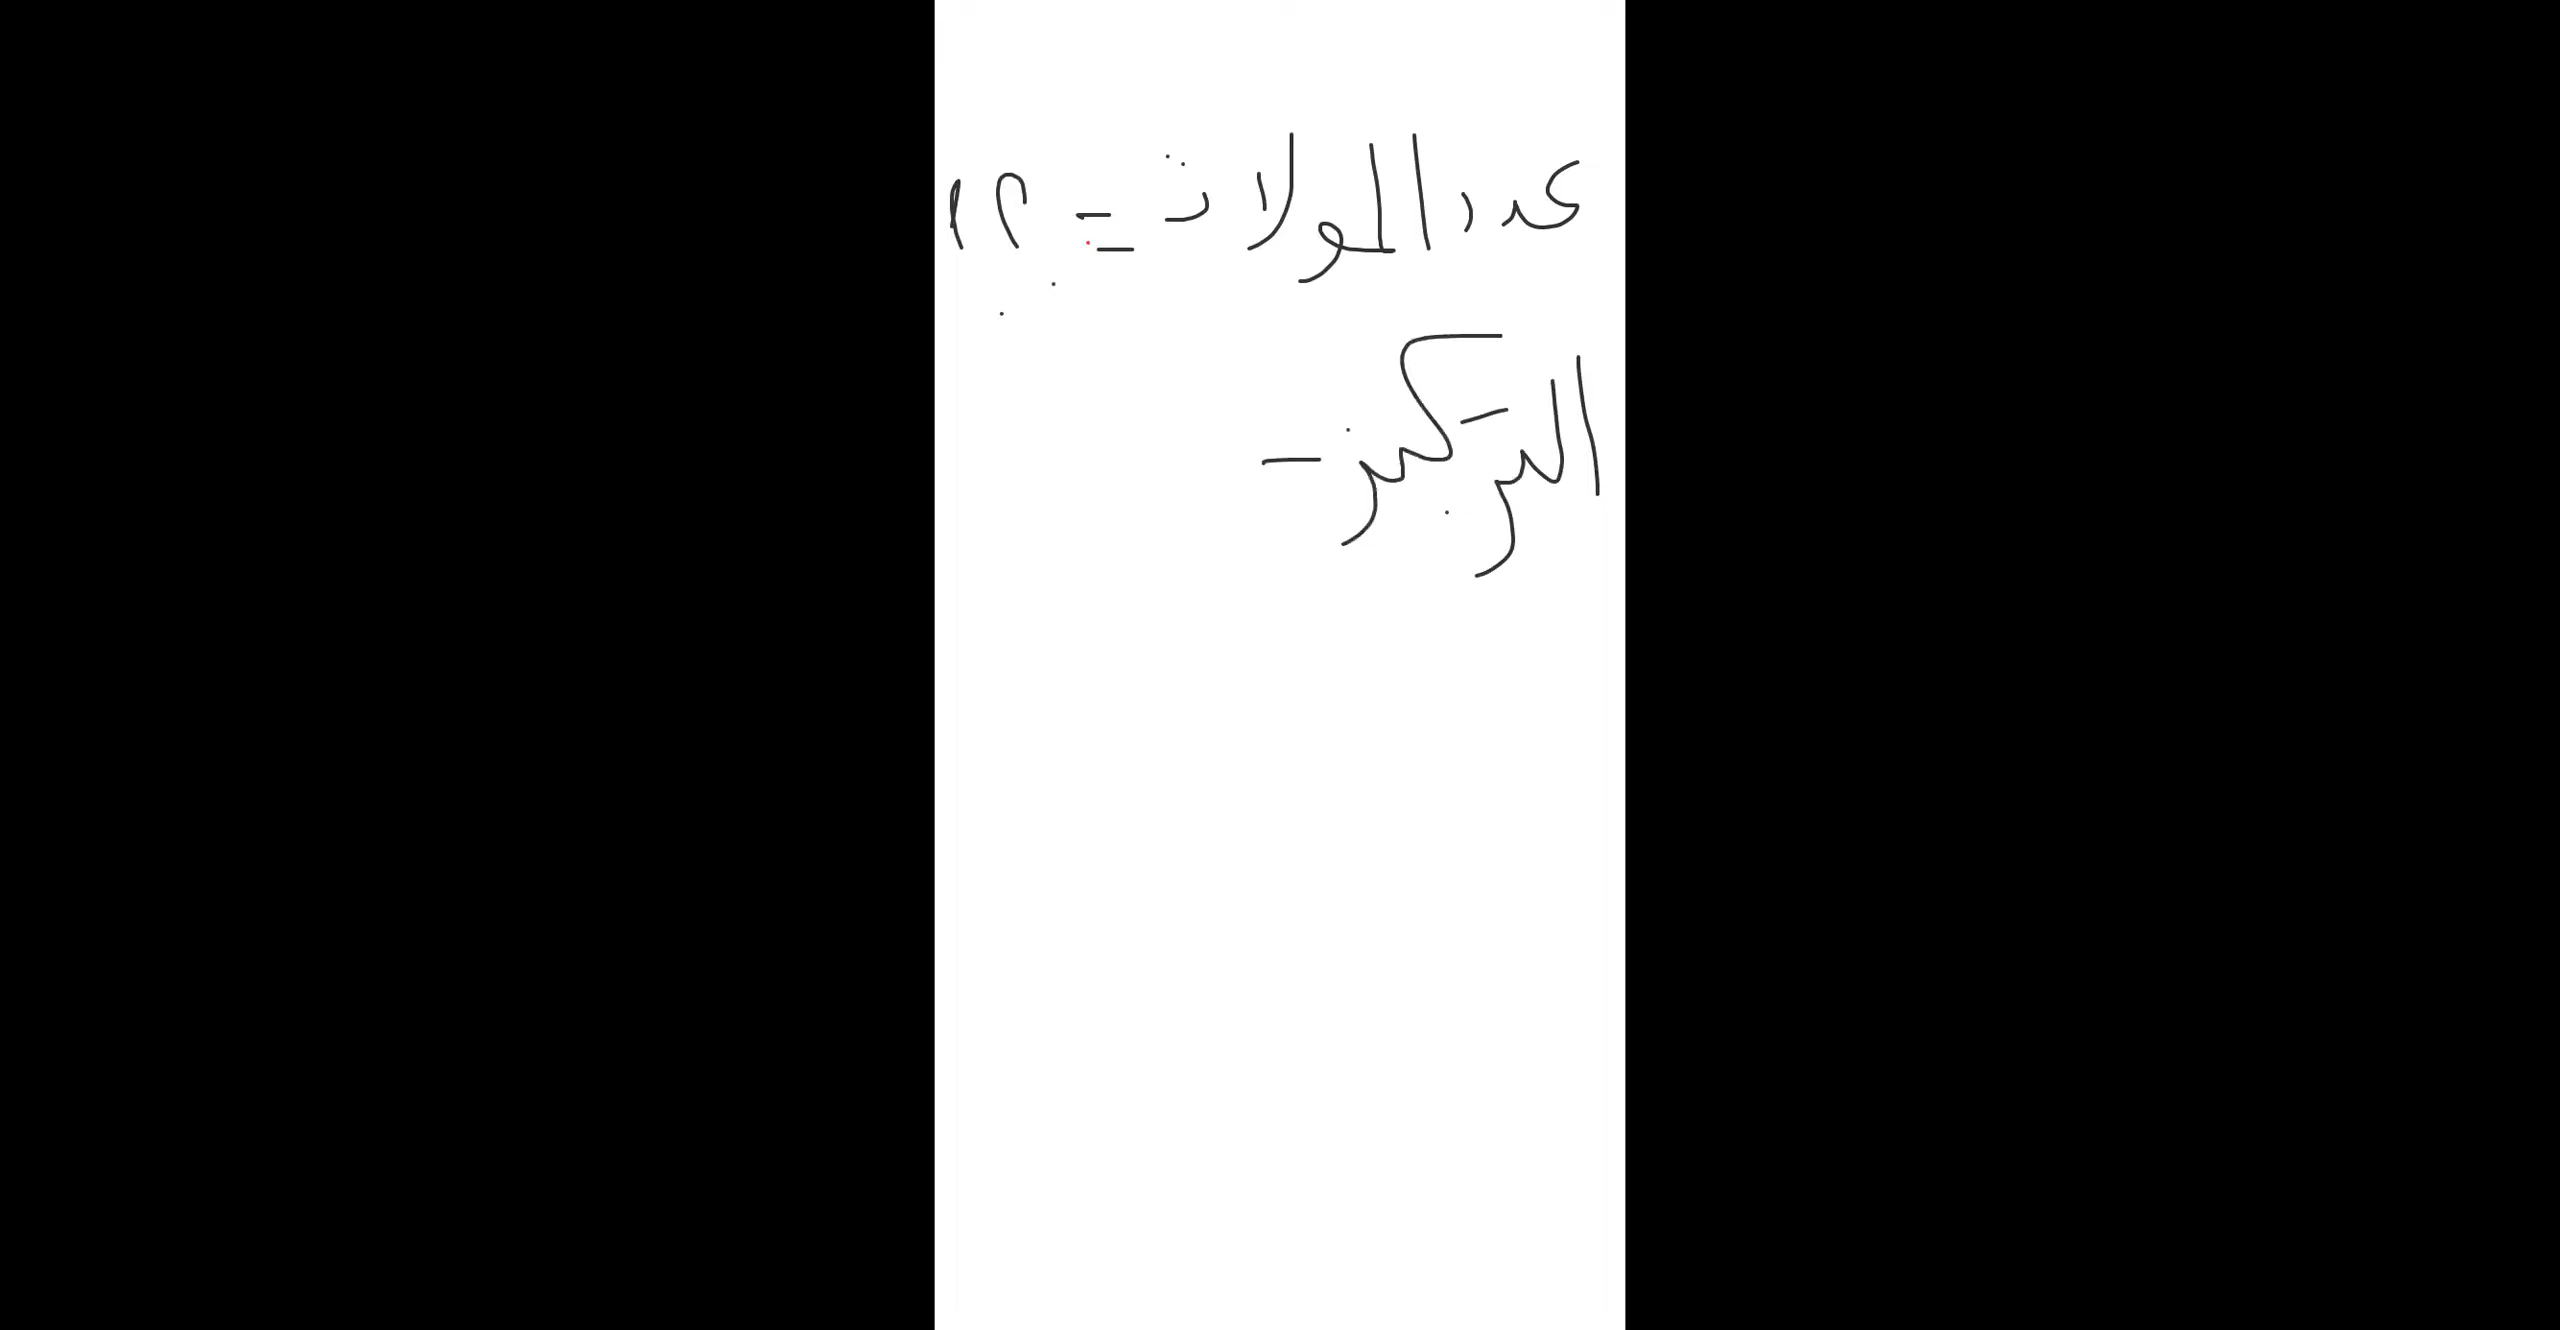 عدد المولات =
التركيز =